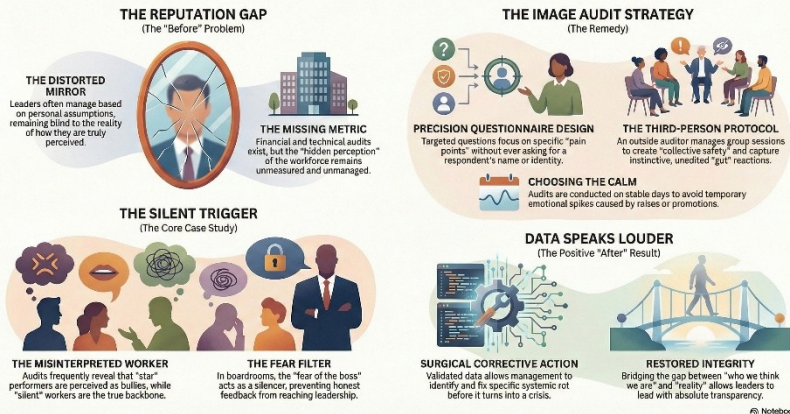 THE REPUTATION GAP
(The "Before" Problem)
THE DISTORTED
MIRROR
Leaders often manage based
on personal assumptions,
remaining blind to the reality
of how they are truly
perceived.
THE MISSING METRIC
Financial and technical audits
exist, but the "hidden perception"
of the workforce remains
unmeasured and unmanaged.
THE SILENT TRIGGER
(The Core Case Study)
THE MISINTERPRETED WORKER
Audits frequently reveal that "star"
performers are perceived as bullies, while
"silent" workers are the true backbone.
THE FEAR FILTER
In boardrooms, the "fear of the boss"
acts as a silencer, preventing honest
feedback from reaching leadership.
THE IMAGE AUDIT STRATEGY
(The Remedy)
PRECISION QUESTIONNAIRE DESIGN
Targeted questions focus on specific "pain
points" without ever asking for a
respondent's name or identity.
THE THIRD-PERSON PROTOCOL
An outside auditor manages group sessions
to create "collective safety" and capture
instinctive, unedited "gut" reactions.
CHOOSING THE CALM
Audits are conducted on stable days to avoid temporary
emotional spikes caused by raises or promotions.
DATA SPEAKS LOUDER
(The Positive "After" Result)
SURGICAL CORRECTIVE ACTION
Validated data allows management to
identify and fix specific systemic rot
before it turns into a crisis.
RESTORED INTEGRITY
Bridging the gap between "who we think
we are" and "reality" allows leaders to
lead with absolute transparency.